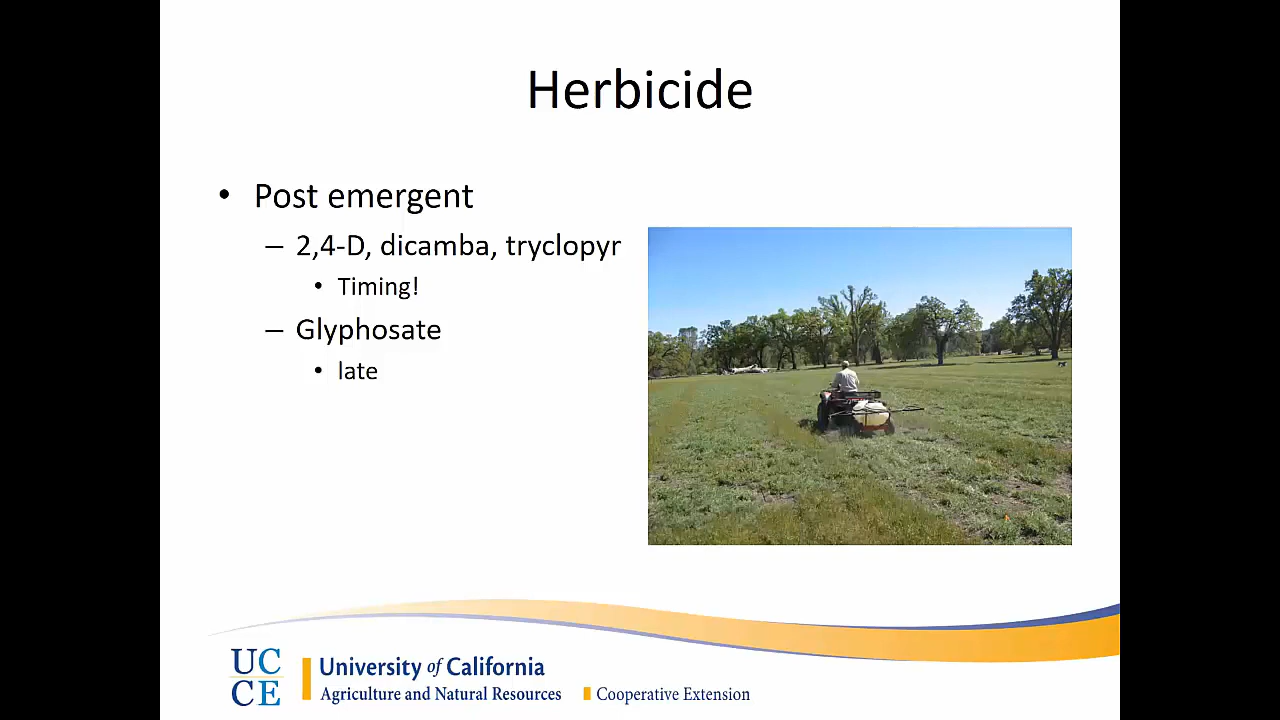 Herbicide
• Post emergent
– 2,4-D, dicamba, tryclopyr
• Timing!
– Glyphosate
• late
UC
CE
University of California
Agriculture and Natural Resources
Cooperative Extension